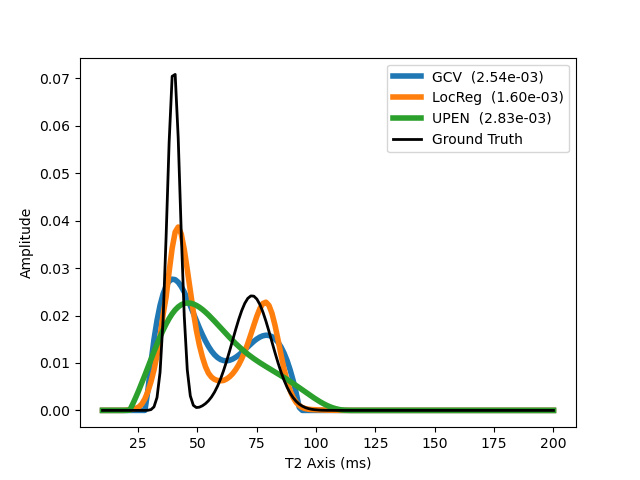 GCV (2.54e-03)
LocReg (1.60e-03)
UPEN (2.83e-03)
Ground Truth
0.07
0.06
0.05
0.04
0.03
0.02
0.01
0.00
Amplitude
25 50 75 100 125 150 175 200
T2 Axis (ms)